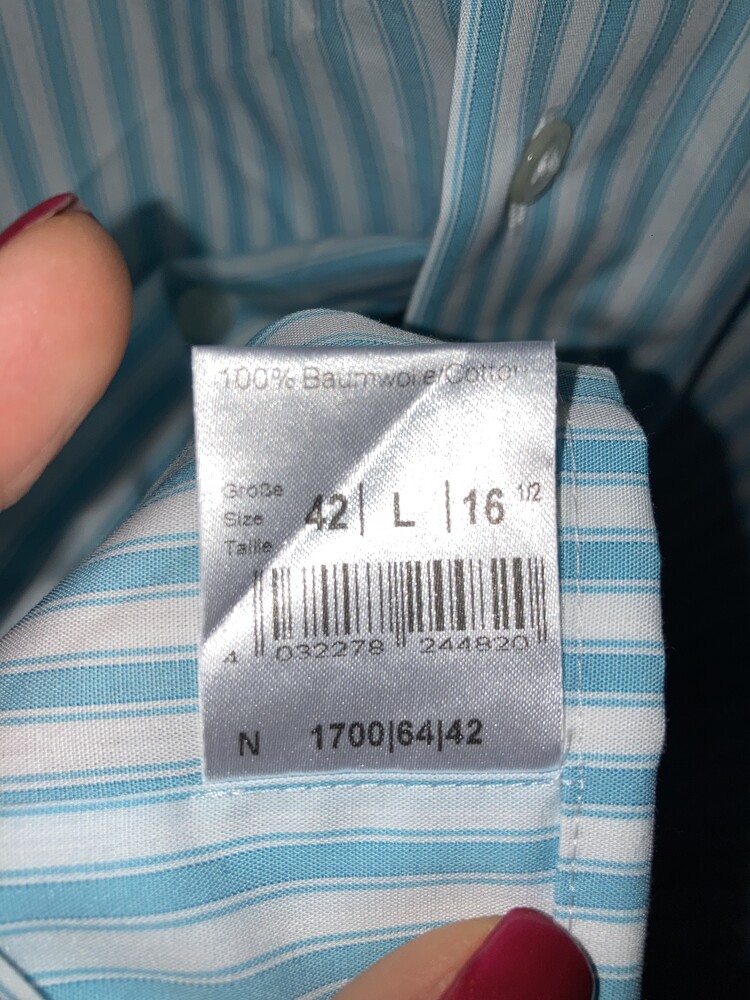 100% Baumwolle/Cotton
Größe
Size
Taille
42 | L | 16 1/2
4 032278 244820
N 1700|64|42